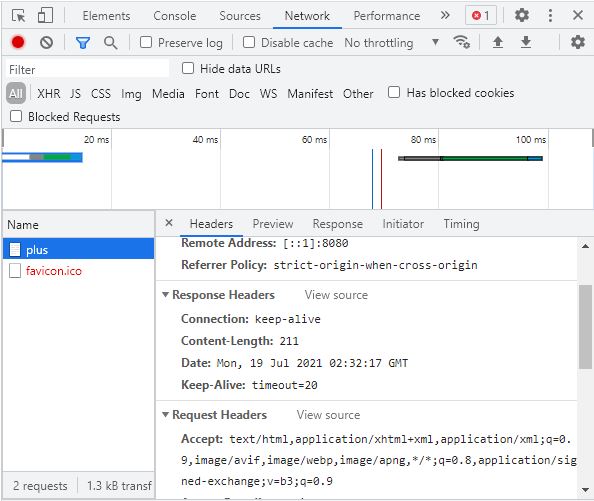 Elements Console Sources Network Performance » 1
Preserve log Disable cache No throttling
Filter Hide data URLs
All XHR JS CSS Img Media Font Doc WS Manifest Other Has blocked cookies
Blocked Requests
20 ms 40 ms 60 ms 80 ms 100 ms
Name × Headers Preview Response Initiator Timing
plus
favicon.ico
Remote Address: [::1]:8080
Referrer Policy: strict-origin-when-cross-origin
Response Headers View source
Connection: keep-alive
Content-Length: 211
Date: Mon, 19 Jul 2021 02:32:17 GMT
Keep-Alive: timeout=20
Request Headers View source
Accept: text/html,application/xhtml+xml,application/xml;q=0.
9,image/avif,image/webp,image/apng,*/*;q=0.8,application/sig
ned-exchange;v=b3;q=0.9
2 requests 1.3 kB transf